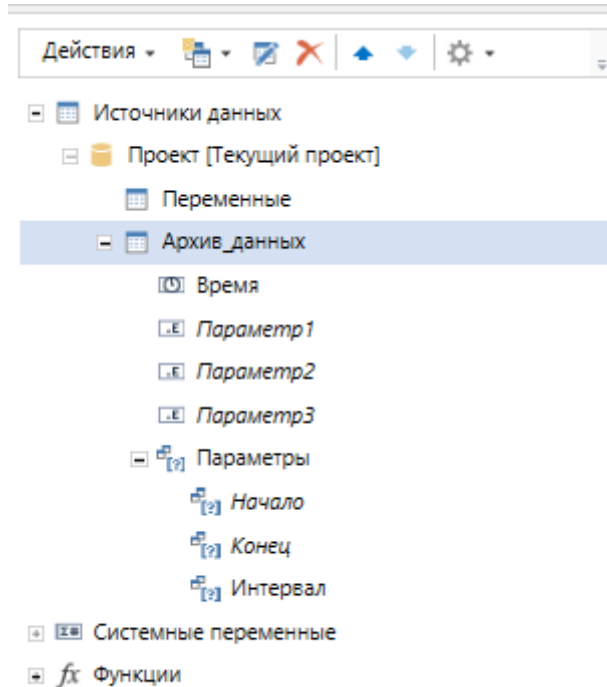 Действия
Источники данных
Проект [Текущий проект]
Переменные
Архив_данных
Время
Параметр1
Параметр2
Параметр3
Параметры
Начало
Конец
Интервал
Системные переменные
fx Функции